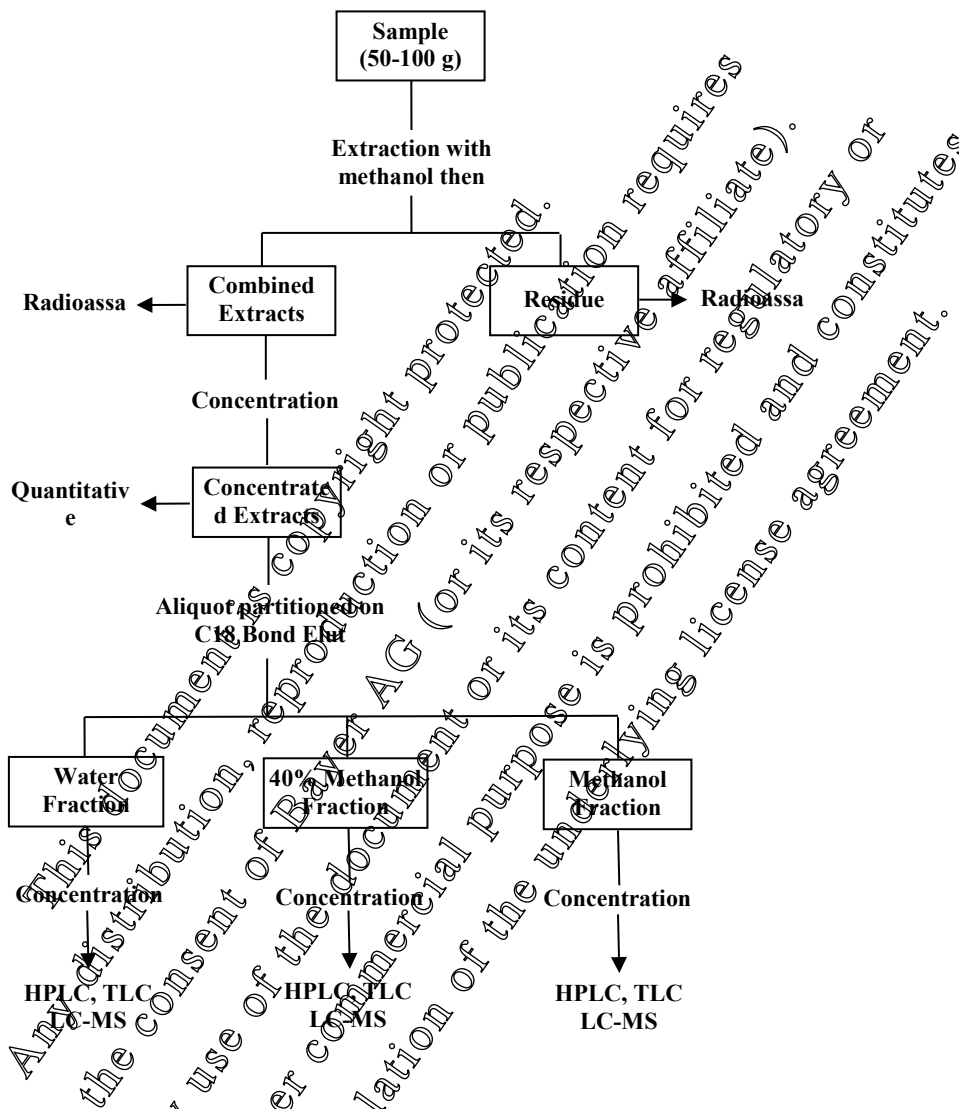 Sample
(50-100 g)
Extraction with
methanol then
Radioassa
Combined
Extracts
Residue
Radioassa
Concentration
Quantitativ
e
Concentrate
d Extracts
Aliquot partitioned on
C18 Bond Elut
Water
Fraction
40% Methanol
Fraction
Methanol
Fraction
Concentration
Concentration
Concentration
HPLC, TLC
LC-MS
HPLC, TLC
LC-MS
HPLC, TLC
LC-MS
This document is copyright protected.
Any distribution, reproduction or publication requires
the consent of Bayer AG (or its respective affiliate).
use of the document or its content for regulatory or
commercial purpose is prohibited and constitutes
of the underlying license agreement.